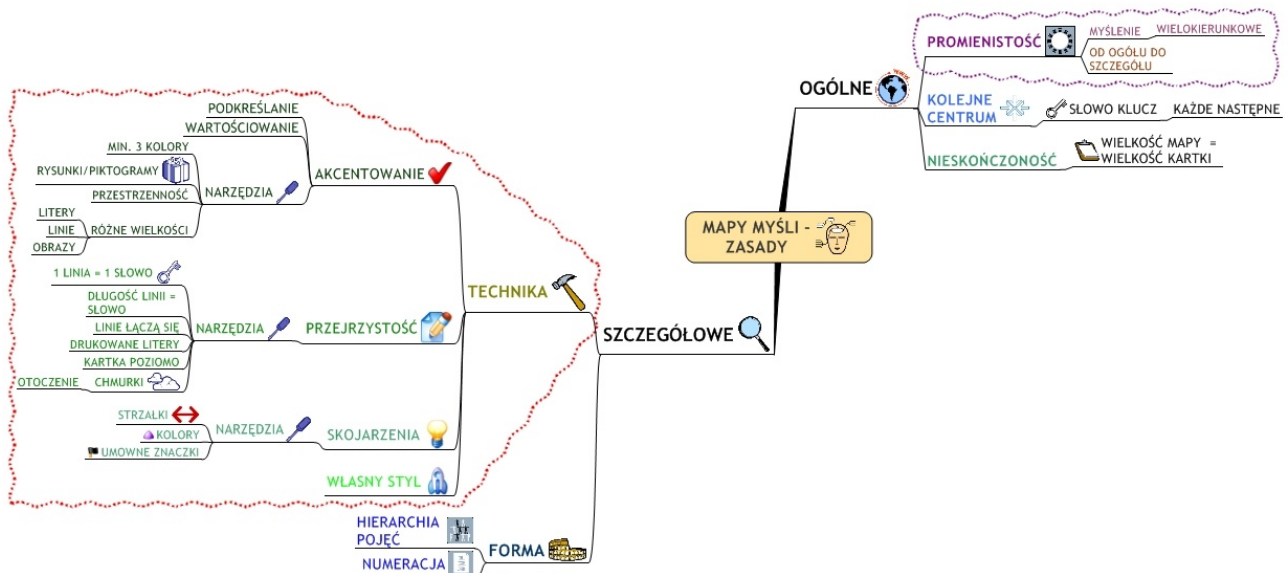 MAPY MYŚLI -
ZASADY
OGÓLNE
PROMIENISTOŚĆ
MYŚLENIE
WIELOKIERUNKOWE
OD OGÓŁU DO
SZCZEGÓŁU
KOLEJNE
CENTRUM
SŁOWO KLUCZ
KAŻDE NASTĘPNE
NIESKOŃCZONOŚĆ
WIELKOŚĆ MAPY =
WIELKOŚĆ KARTKI
SZCZEGÓŁOWE
TECHNIKA
AKCENTOWANIE
PODKREŚLANIE
WARTOŚCIOWANIE
NARZĘDZIA
MIN. 3 KOLORY
RYSUNKI/PIKTOGRAMY
PRZESTRZENNOŚĆ
RÓŻNE WIELKOŚCI
LITERY
LINIE
OBRAZY
PRZEJRZYSTOŚĆ
NARZĘDZIA
1 LINIA = 1 SŁOWO
DŁUGOŚĆ LINII =
SŁOWO
LINIE ŁĄCZĄ SIĘ
DRUKOWANE LITERY
KARTKA POZIOMO
CHMURKI
OTOCZENIE
SKOJARZENIA
NARZĘDZIA
STRZAŁKI
KOLORY
UMOWNE ZNACZKI
WŁASNY STYL
FORMA
HIERARCHIA
POJĘĆ
NUMERACJA